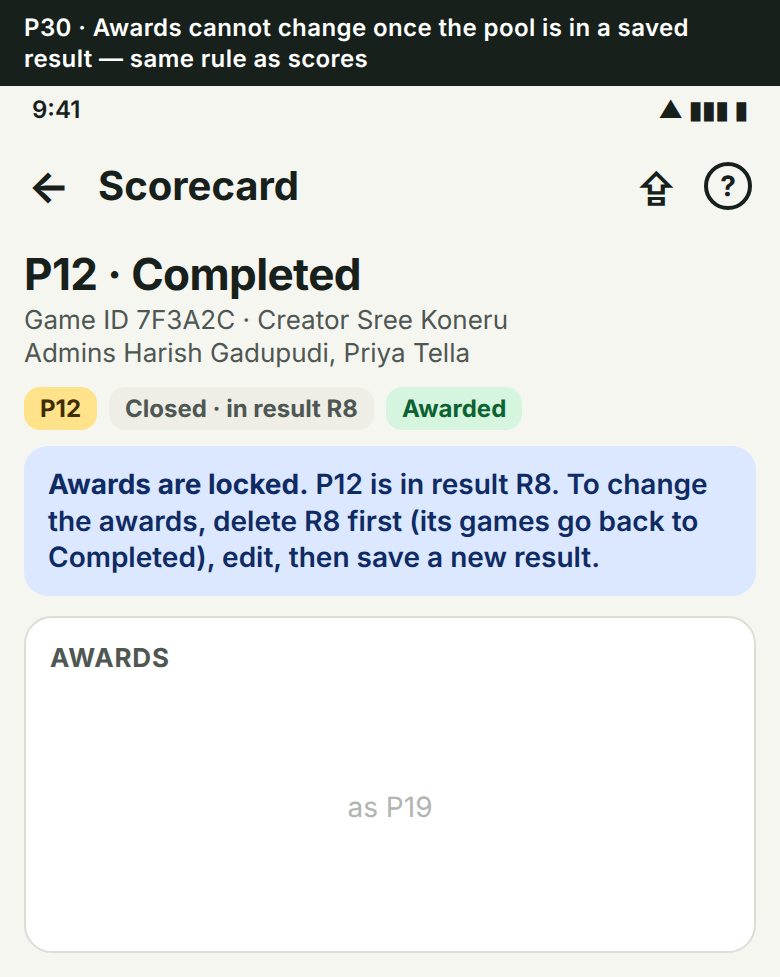 P30 · Awards cannot change once the pool is in a saved
result — same rule as scores
9:41
Scorecard
?
P12 · Completed
Game ID 7F3A2C · Creator Sree Koneru
Admins Harish Gadupudi, Priya Tella
P12
Closed · in result R8
Awarded
Awards are locked. P12 is in result R8. To change
the awards, delete R8 first (its games go back to
Completed), edit, then save a new result.
AWARDS
as P19